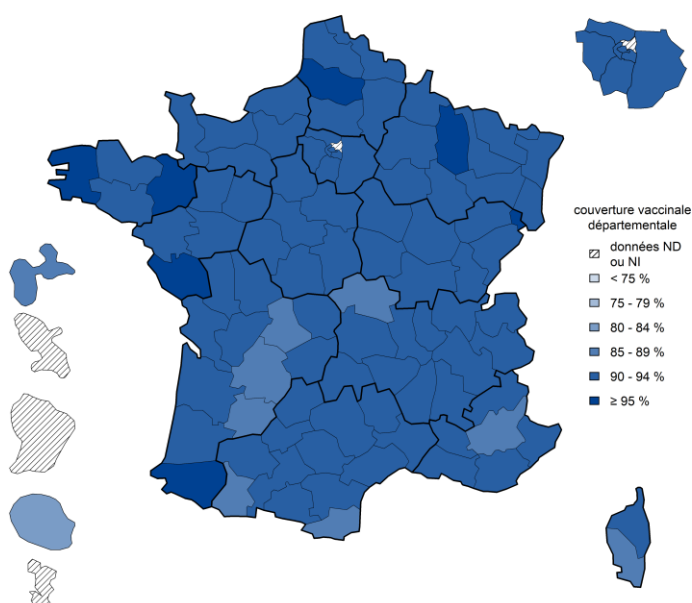 couverture vaccinale
départementale
données ND
ou NI
< 75 %
75 - 79 %
80 - 84 %
85 - 89 %
90 - 94 %
≥ 95 %